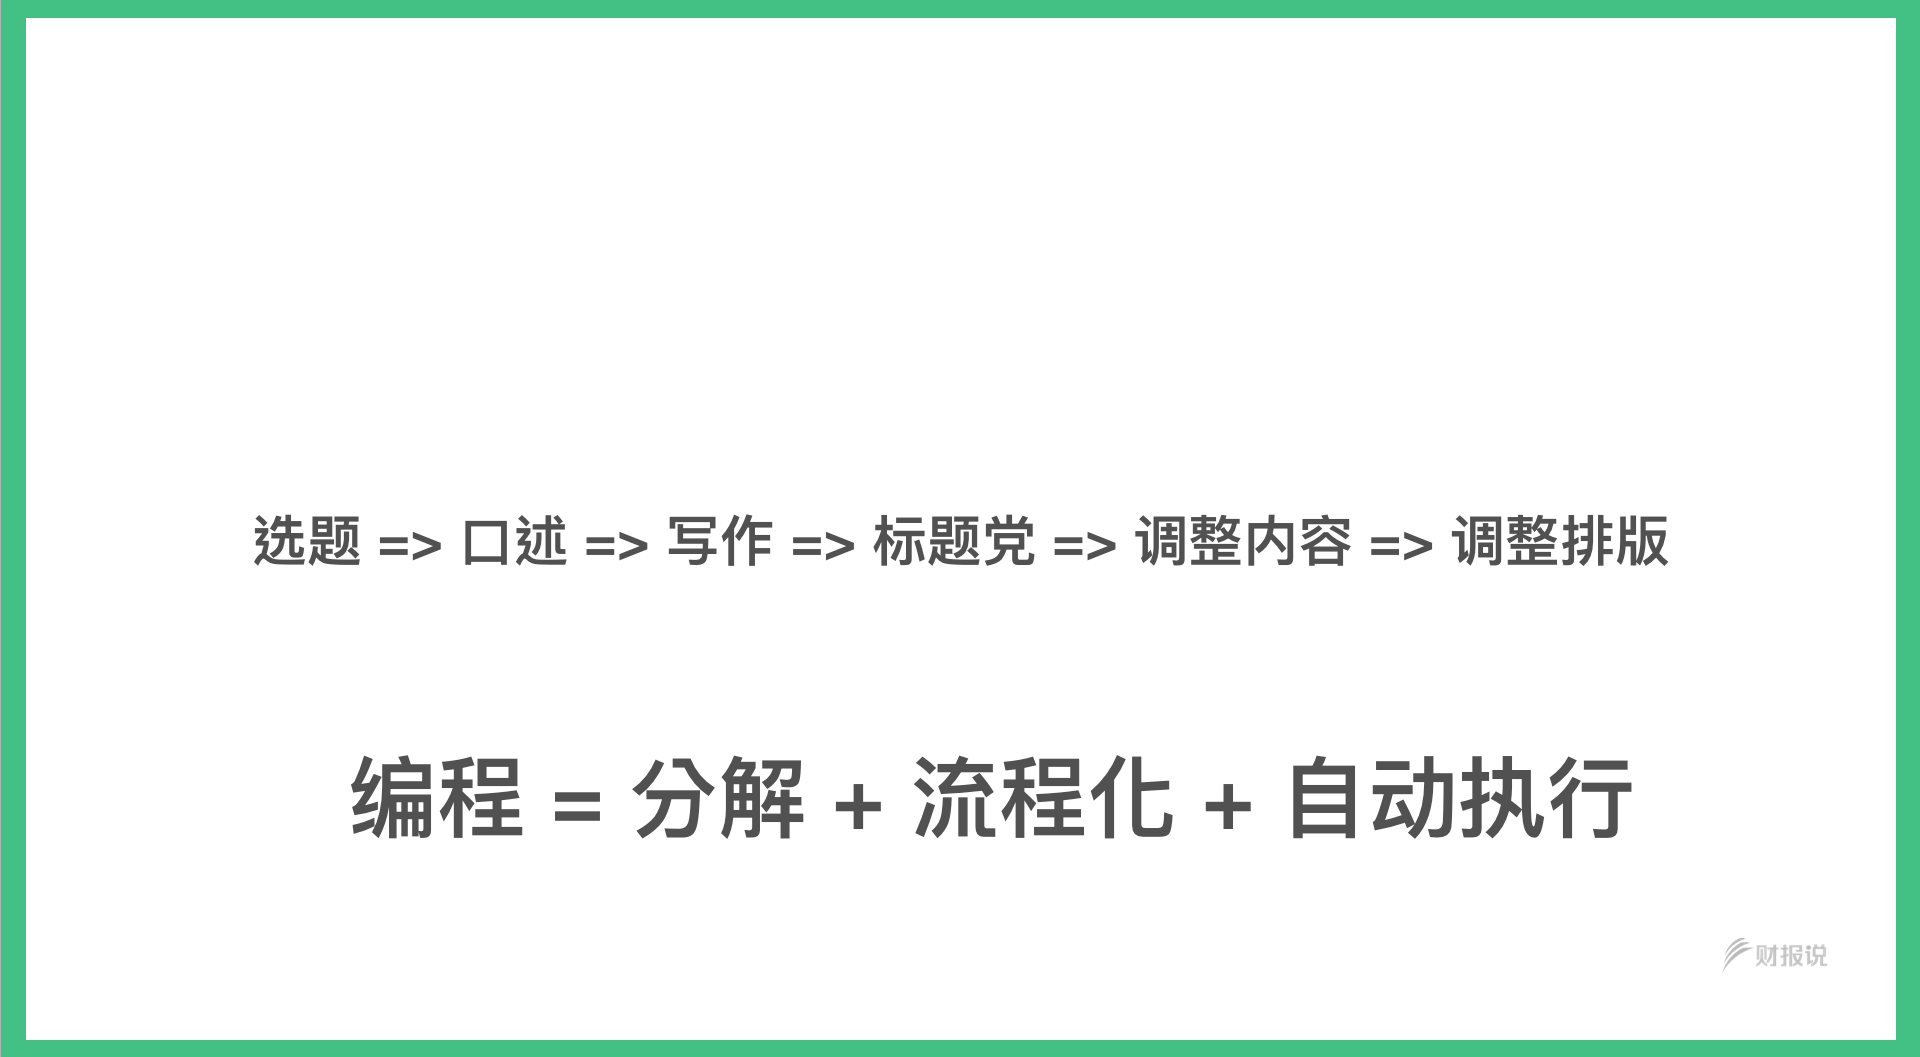 选题 => 口述 => 写作 => 标题党 => 调整内容 => 调整排版
编程 = 分解 + 流程化 + 自动执行
财报说